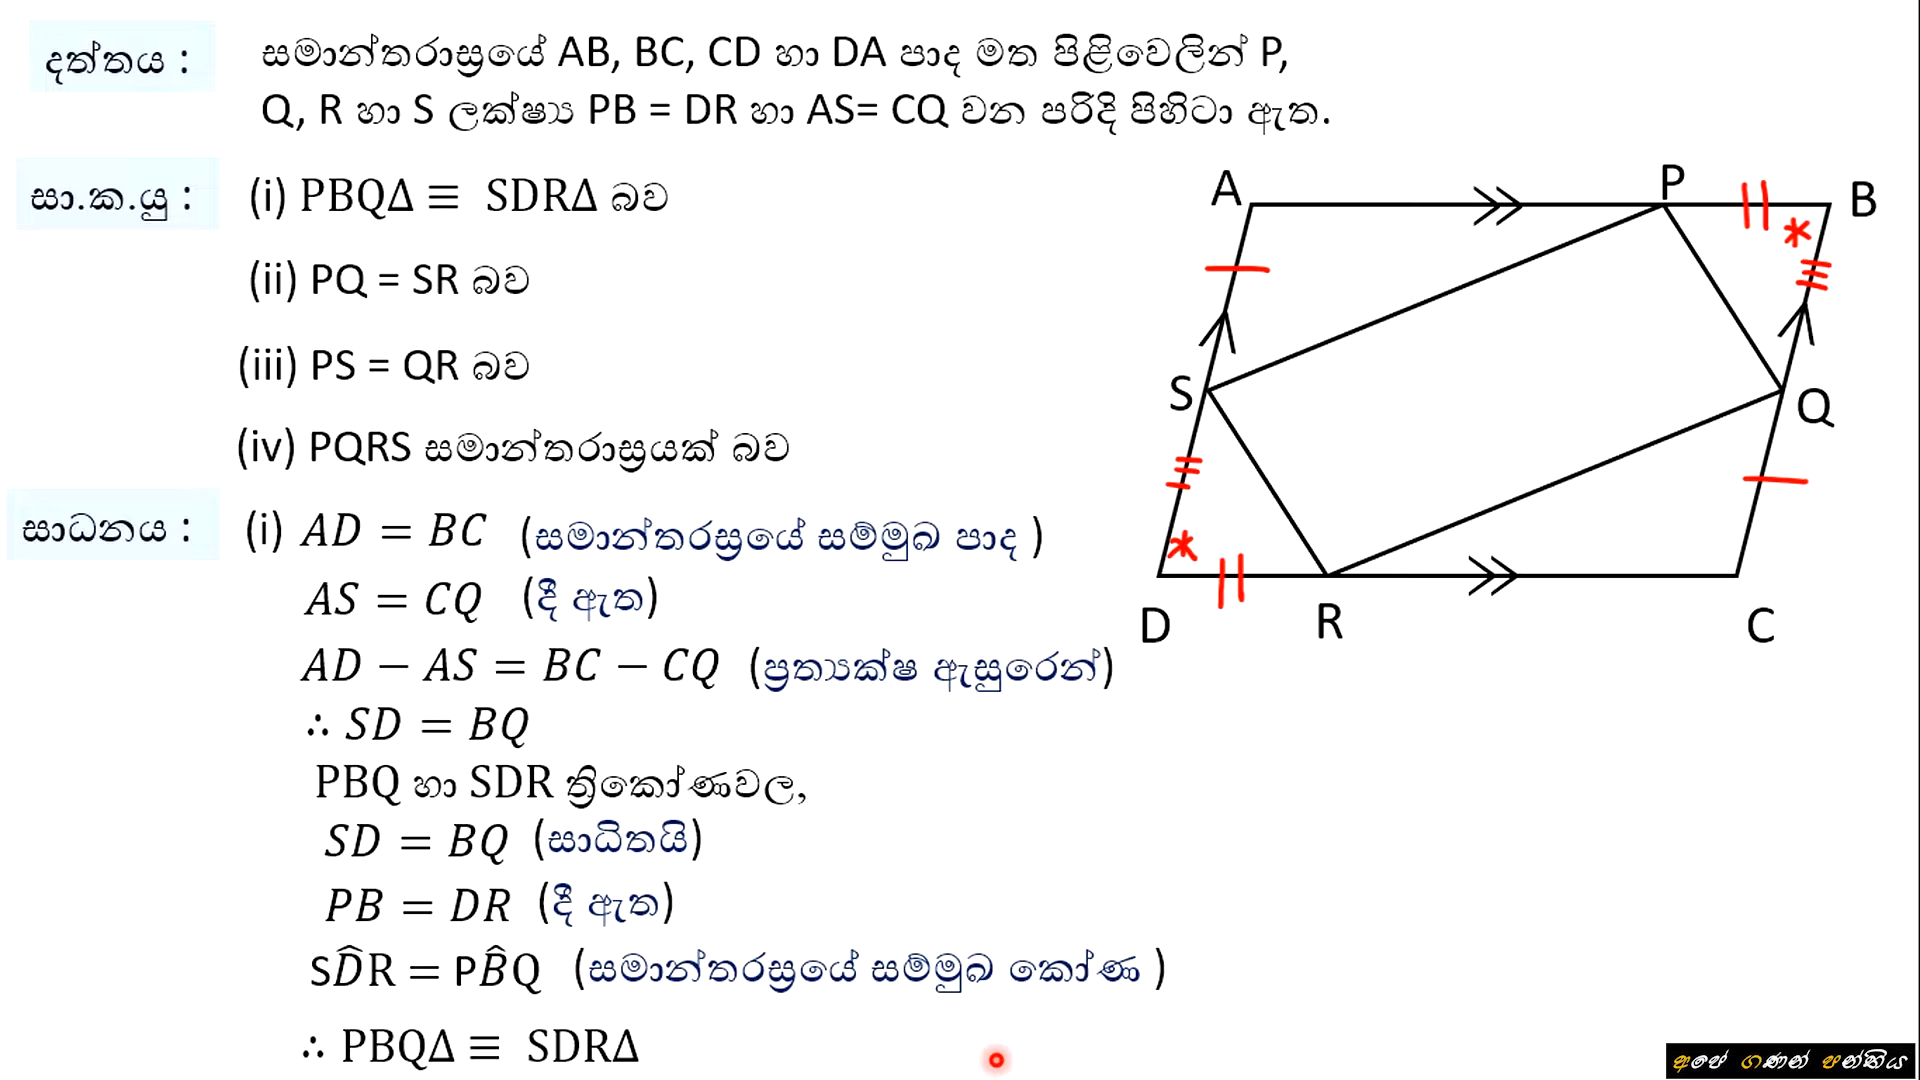 දත්තය :
සමාන්තරාස්‍රයේ AB, BC, CD හා DA පාද මත පිළිවෙලින් P,
Q, R හා S ලක්ෂ්‍ය PB = DR හා AS= CQ වන පරිදි පිහිටා ඇත.
සා.ක.යු :
(i) PBQΔ ≡ SDRΔ බව
(ii) PQ = SR බව
(iii) PS = QR බව
(iv) PQRS සමාන්තරාස්‍රයක් බව
සාධනය :
(i) AD = BC (සමාන්තරස්‍රයේ සම්මුඛ පාද )
AS = CQ (දී ඇත)
AD − AS = BC − CQ (ප්‍රත්‍යක්ෂ ඇසුරෙන්)
∴ SD = BQ
PBQ හා SDR ත්‍රිකෝණවල,
SD = BQ (සාධිතයි)
PB = DR (දී ඇත)
SD̂R = PB̂Q (සමාන්තරස්‍රයේ සම්මුඛ කෝණ )
∴ PBQΔ ≡ SDRΔ
A
P
B
S
Q
D
R
C
අපේ ගණන් පන්තිය